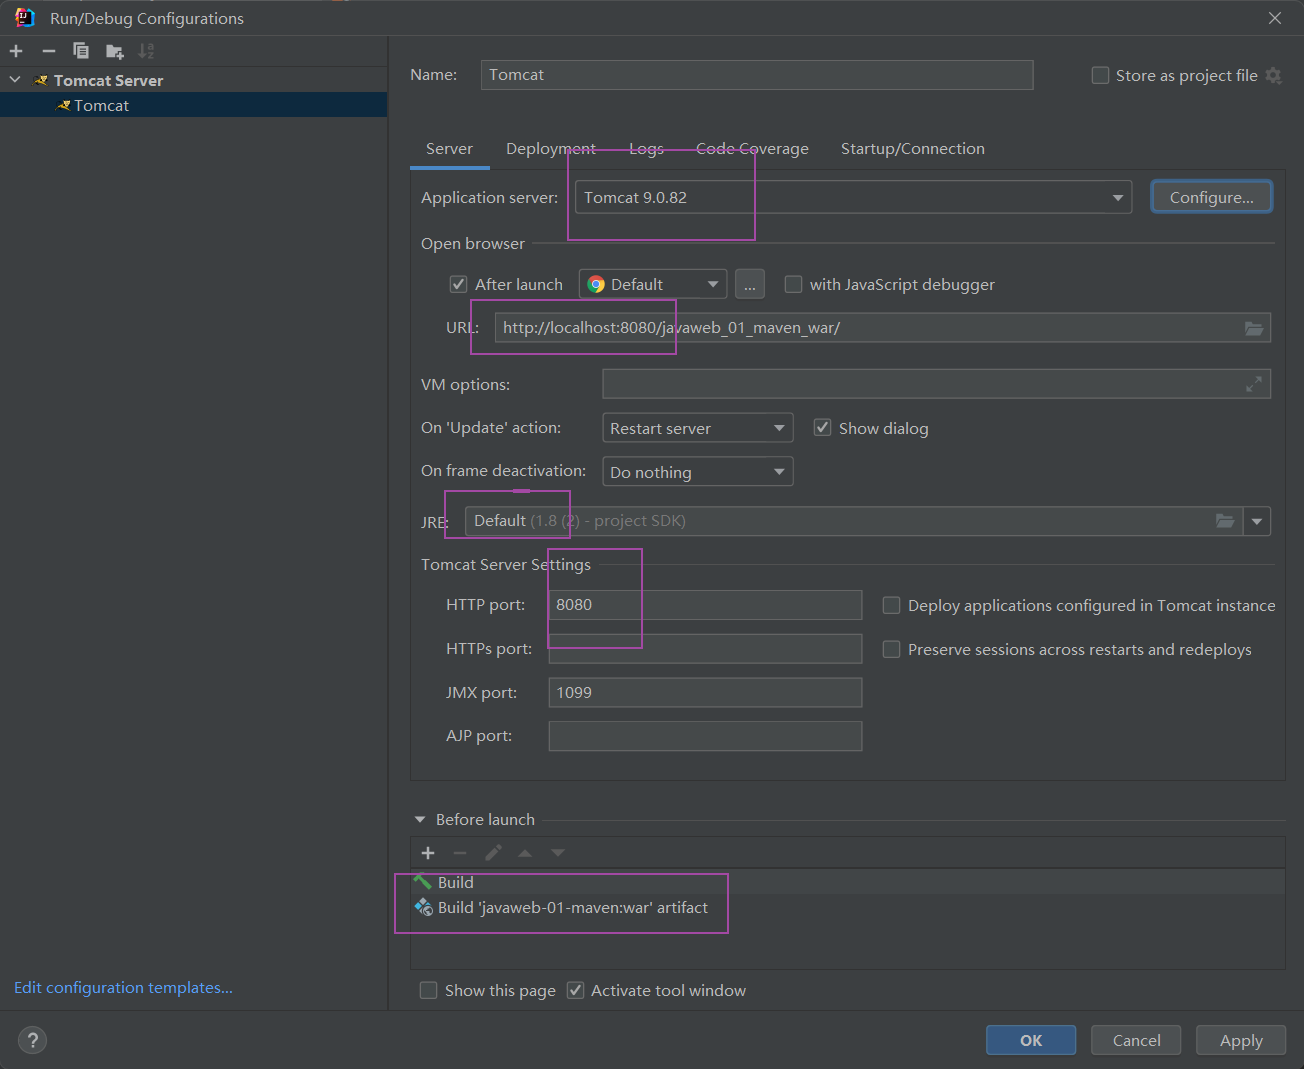 Run/Debug Configurations
Tomcat Server
Tomcat
Name: Tomcat Store as project file
Server Deployment Logs Code Coverage Startup/Connection
Application server: Tomcat 9.0.82 Configure...
Open browser
After launch Default ... with JavaScript debugger
URL: http://localhost:8080/javaweb_01_maven_war/
VM options:
On 'Update' action: Restart server Show dialog
On frame deactivation: Do nothing
JRE: Default (1.8 (2) - project SDK)
Tomcat Server Settings
HTTP port: 8080 Deploy applications configured in Tomcat instance
HTTPs port: Preserve sessions across restarts and redeploys
JMX port: 1099
AJP port:
Before launch
Build
Build 'javaweb-01-maven:war' artifact
Edit configuration templates...
Show this page Activate tool window
? OK Cancel Apply